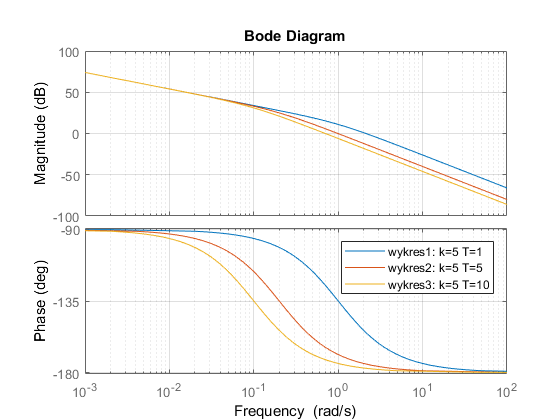 Bode Diagram
Magnitude (dB)
100
50
0
-50
-100
Phase (deg)
-90
-135
-180
wykres1: k=5 T=1
wykres2: k=5 T=5
wykres3: k=5 T=10
10^-3
10^-2
10^-1
10^0
10^1
10^2
Frequency (rad/s)